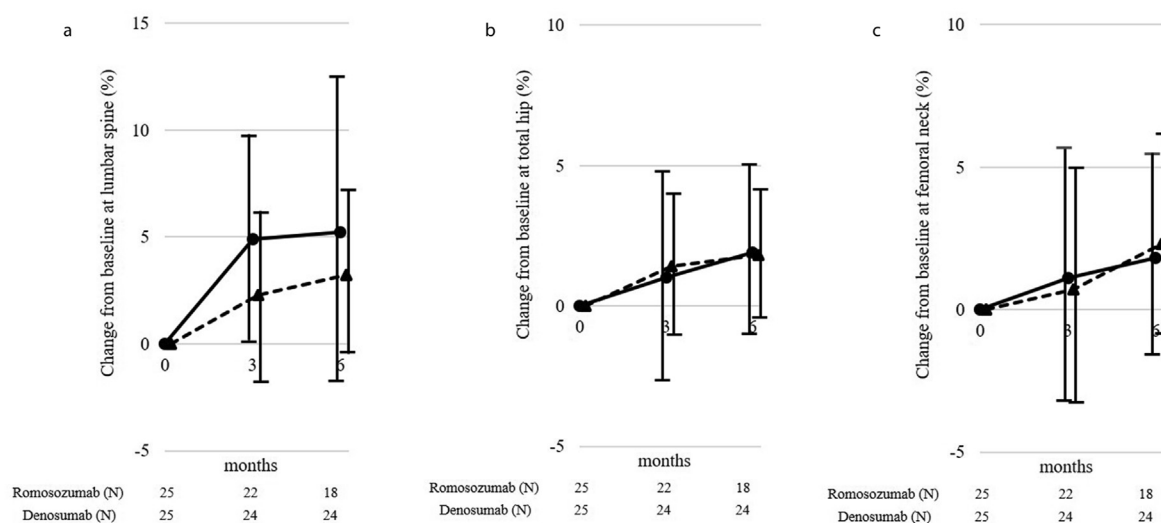 a
Change from baseline at lumbar spine (%)
15
10
5
0
-5
0 3 6
months
Romosozumab (N) 25 22 18
Denosumab (N) 25 24 24
b
Change from baseline at total hip (%)
10
5
0
-5
0 3 6
months
Romosozumab (N) 25 22 18
Denosumab (N) 25 24 24
c
Change from baseline at femoral neck (%)
10
5
0
-5
0 3 6
months
Romosozumab (N) 25 22 18
Denosumab (N) 25 24 24